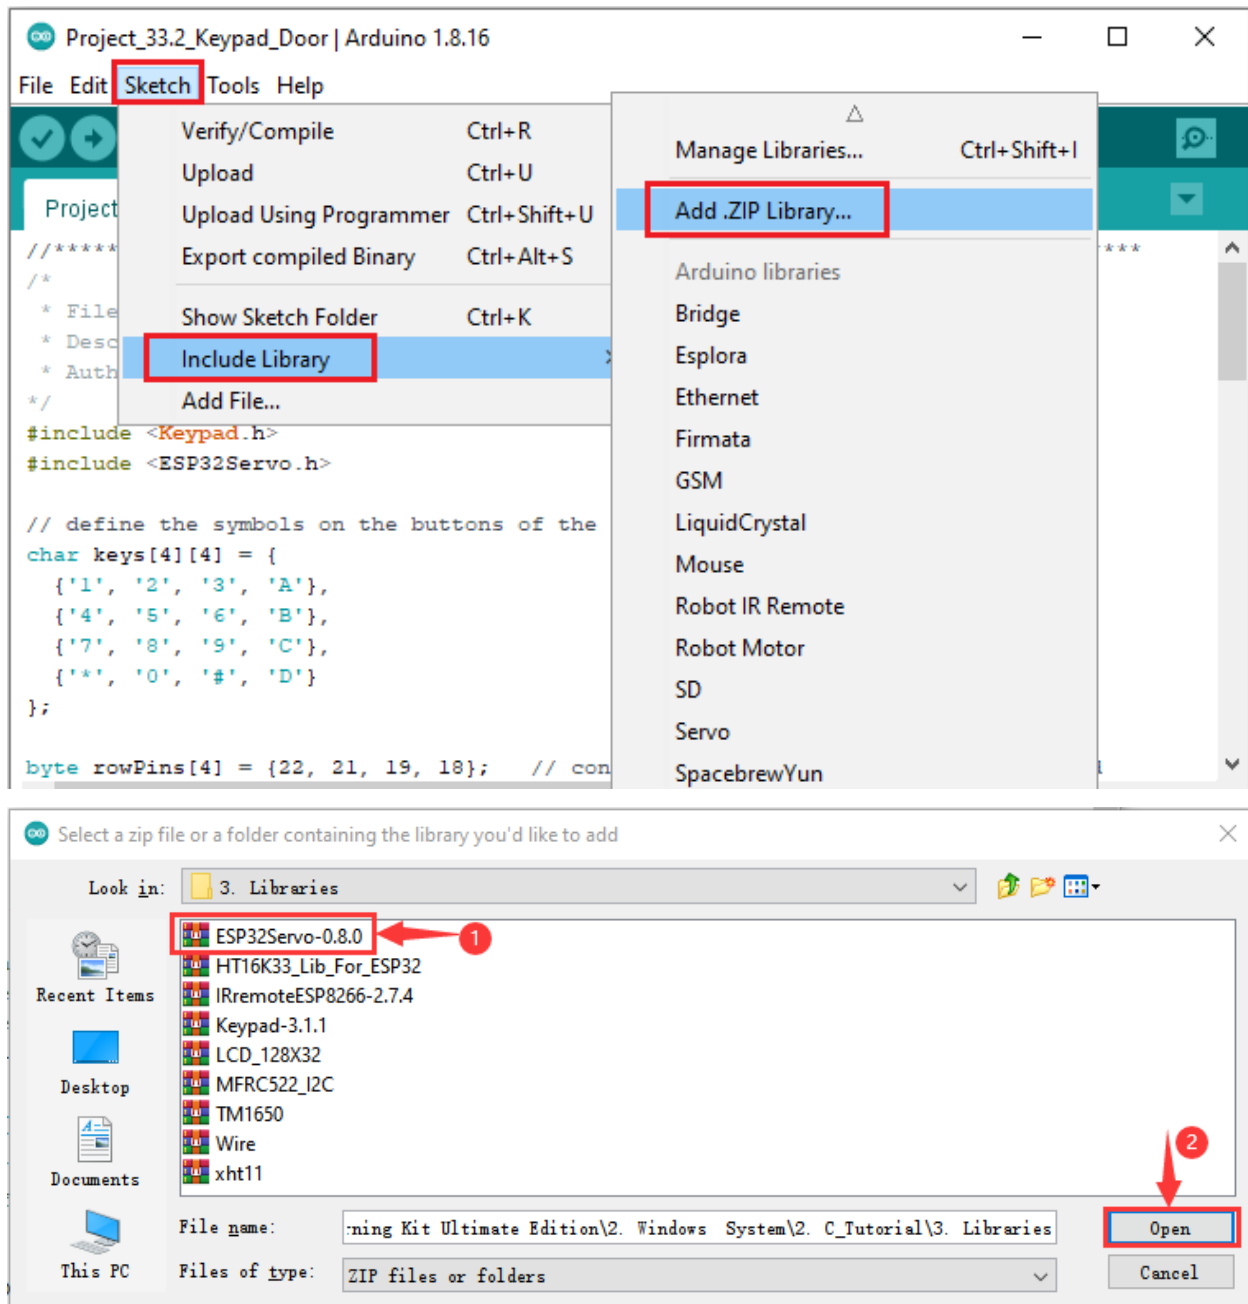 Project_33.2_Keypad_Door | Arduino 1.8.16
File Edit Sketch Tools Help
Verify/Compile Ctrl+R
Upload Ctrl+U
Upload Using Programmer Ctrl+Shift+U
Export compiled Binary Ctrl+Alt+S
Show Sketch Folder Ctrl+K
Include Library
Add File...
Manage Libraries... Ctrl+Shift+I
Add .ZIP Library...
Arduino libraries
Bridge
Esplora
Ethernet
Firmata
GSM
LiquidCrystal
Mouse
Robot IR Remote
Robot Motor
SD
Servo
SpacebrewYun
Project
//***** ****
/*
* File
* Desc
* Auth
*/
#include <Keypad.h>
#include <ESP32Servo.h>
// define the symbols on the buttons of the
char keys[4][4] = {
{'1', '2', '3', 'A'},
{'4', '5', '6', 'B'},
{'7', '8', '9', 'C'},
{'*', '0', '#', 'D'}
};
byte rowPins[4] = {22, 21, 19, 18}; // con
Select a zip file or a folder containing the library you'd like to add
Look in: 3. Libraries
ESP32Servo-0.8.0 1
HT16K33_Lib_For_ESP32
IRremoteESP8266-2.7.4
Keypad-3.1.1
LCD_128X32
MFRC522_I2C
TM1650
Wire
xht11
Recent Items
Desktop
Documents
This PC
2
File name: :ning Kit Ultimate Edition\2. Windows System\2. C_Tutorial\3. Libraries Open
Files of type: ZIP files or folders Cancel